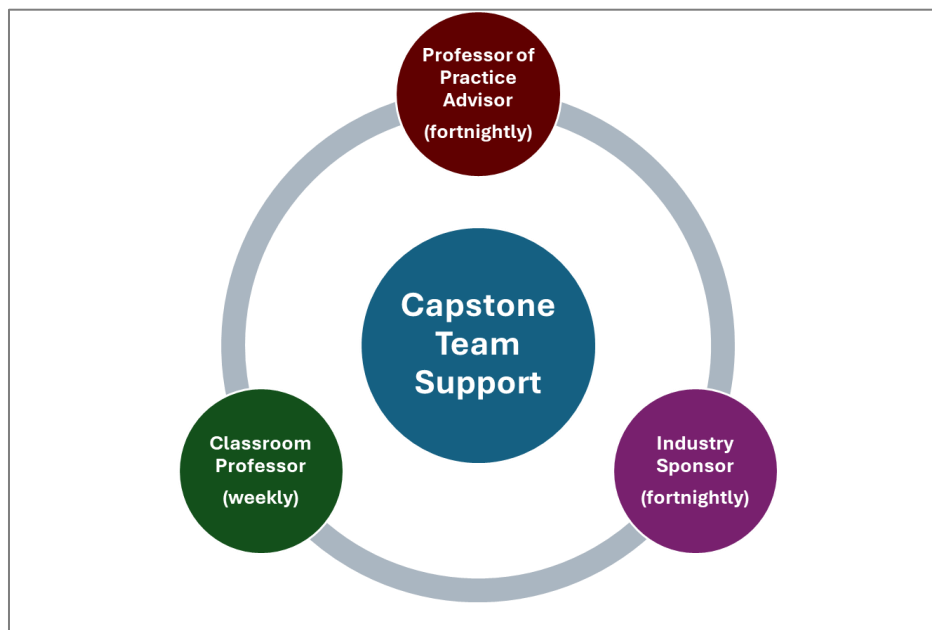 Professor of
Practice
Advisor
(fortnightly)
Capstone
Team
Support
Classroom
Professor
(weekly)
Industry
Sponsor
(fortnightly)